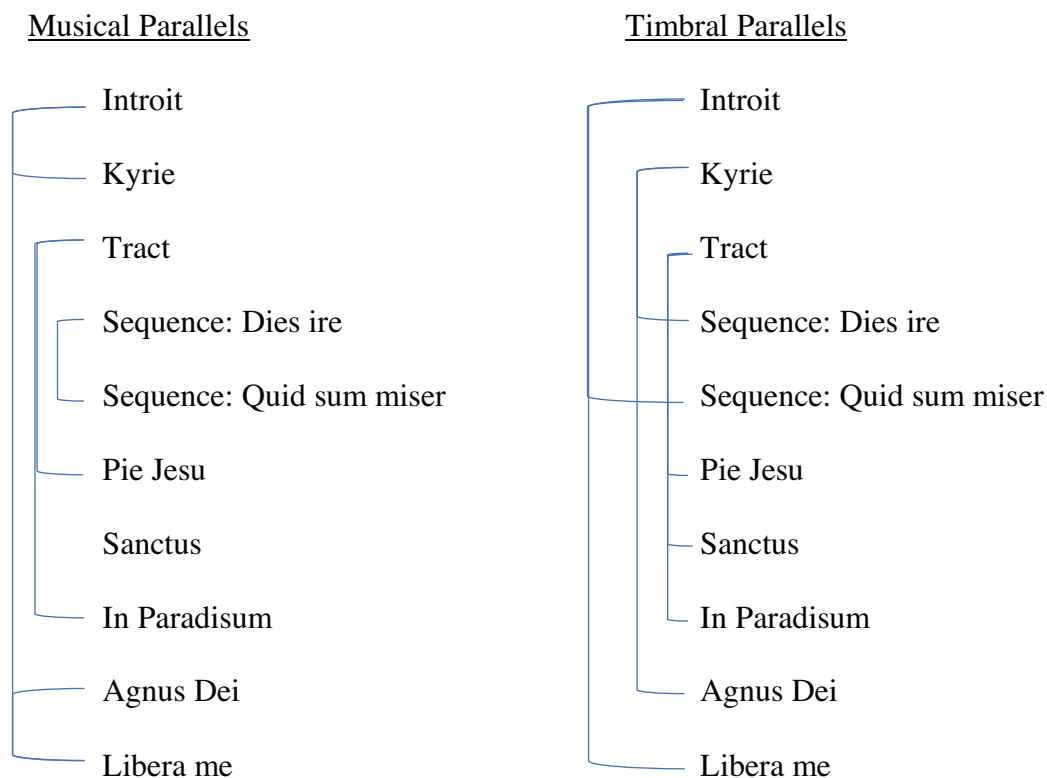 Musical Parallels
Introit
Kyrie
Tract
Sequence: Dies ire
Sequence: Quid sum miser
Pie Jesu
Sanctus
In Paradisum
Agnus Dei
Libera me
Timbral Parallels
Introit
Kyrie
Tract
Sequence: Dies ire
Sequence: Quid sum miser
Pie Jesu
Sanctus
In Paradisum
Agnus Dei
Libera me